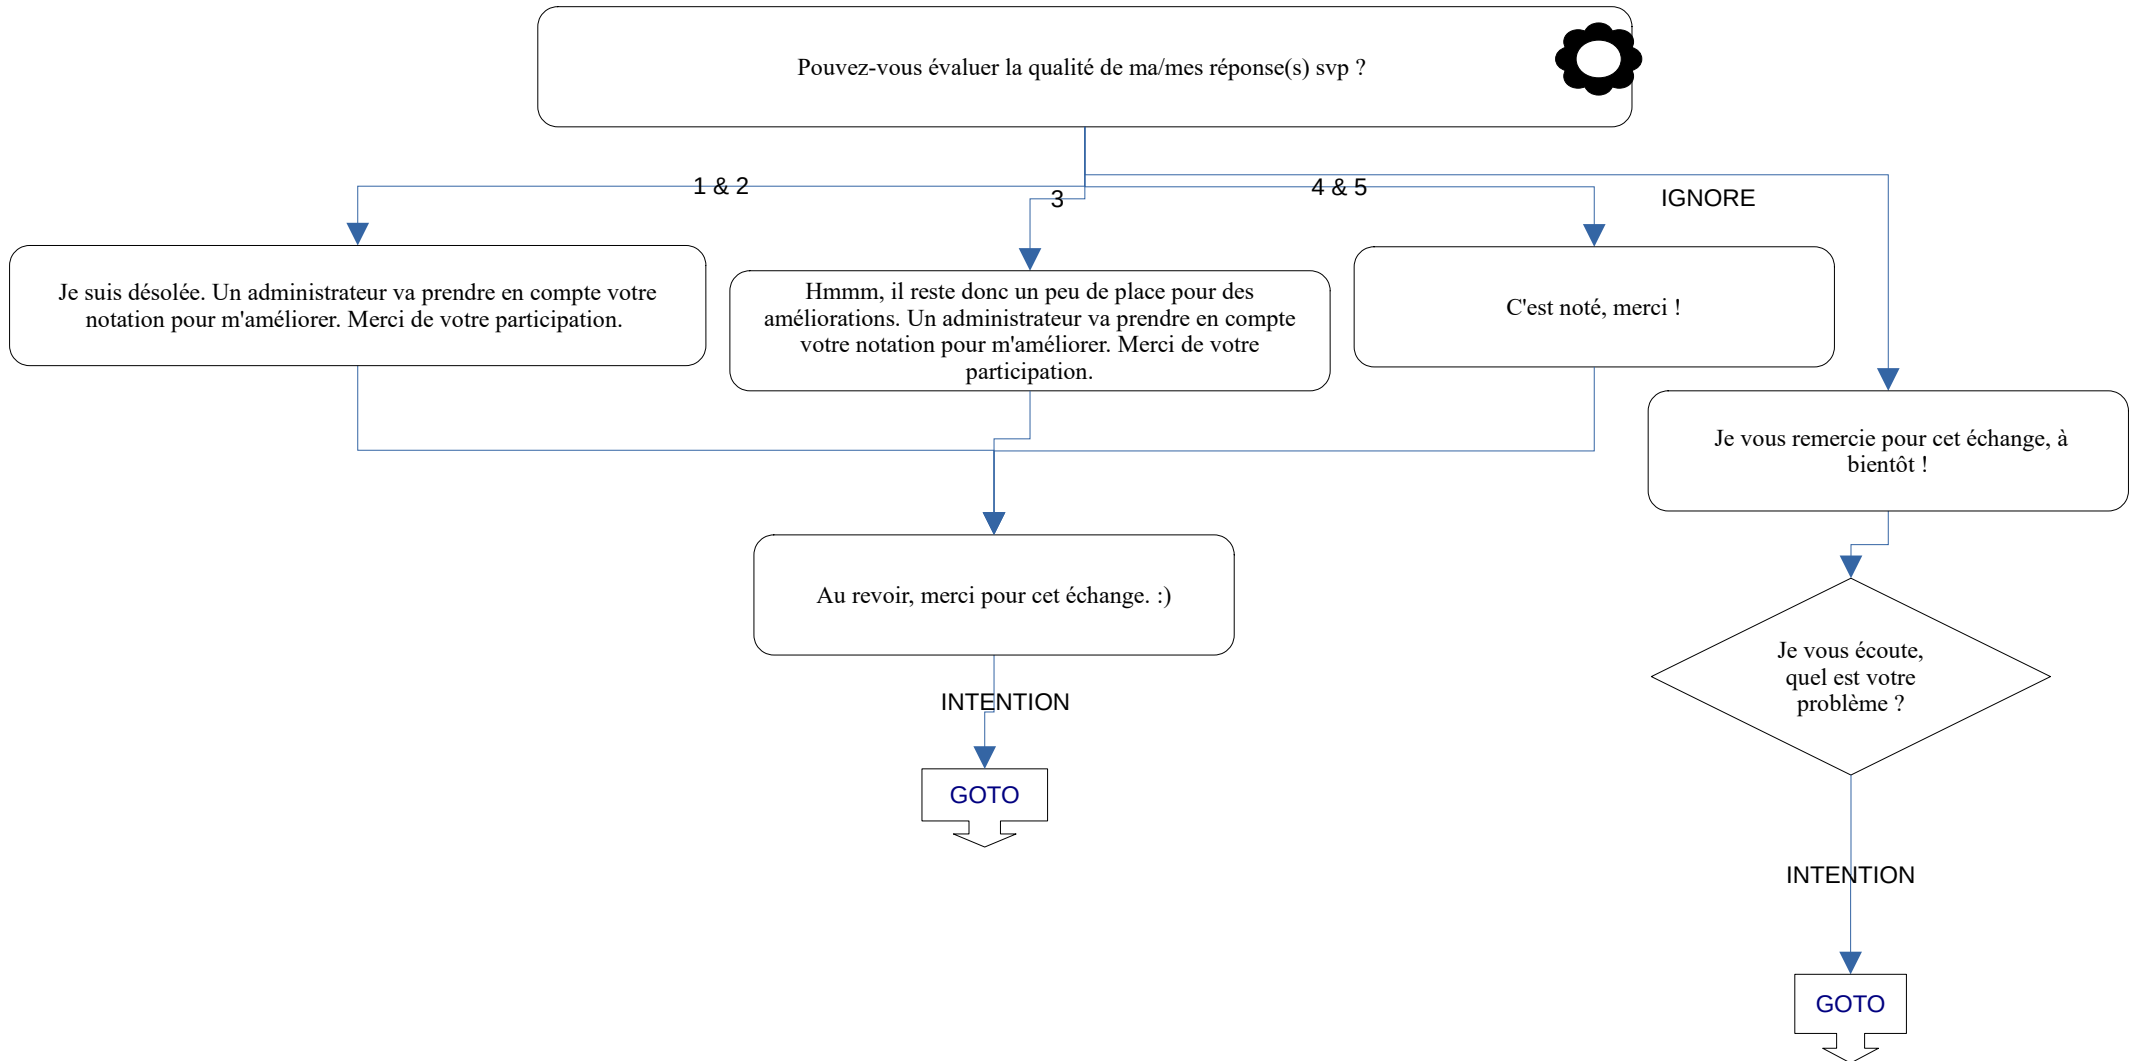 Pouvez-vous évaluer la qualité de ma/mes réponse(s) svp ?
1 & 2
3
4 & 5
IGNORE
Je suis désolée. Un administrateur va prendre en compte votre
notation pour m'améliorer. Merci de votre participation.
Hmmm, il reste donc un peu de place pour des
améliorations. Un administrateur va prendre en compte
votre notation pour m'améliorer. Merci de votre
participation.
C'est noté, merci !
Je vous remercie pour cet échange, à
bientôt !
Au revoir, merci pour cet échange. :)
Je vous écoute,
quel est votre
problème ?
INTENTION
GOTO
INTENTION
GOTO